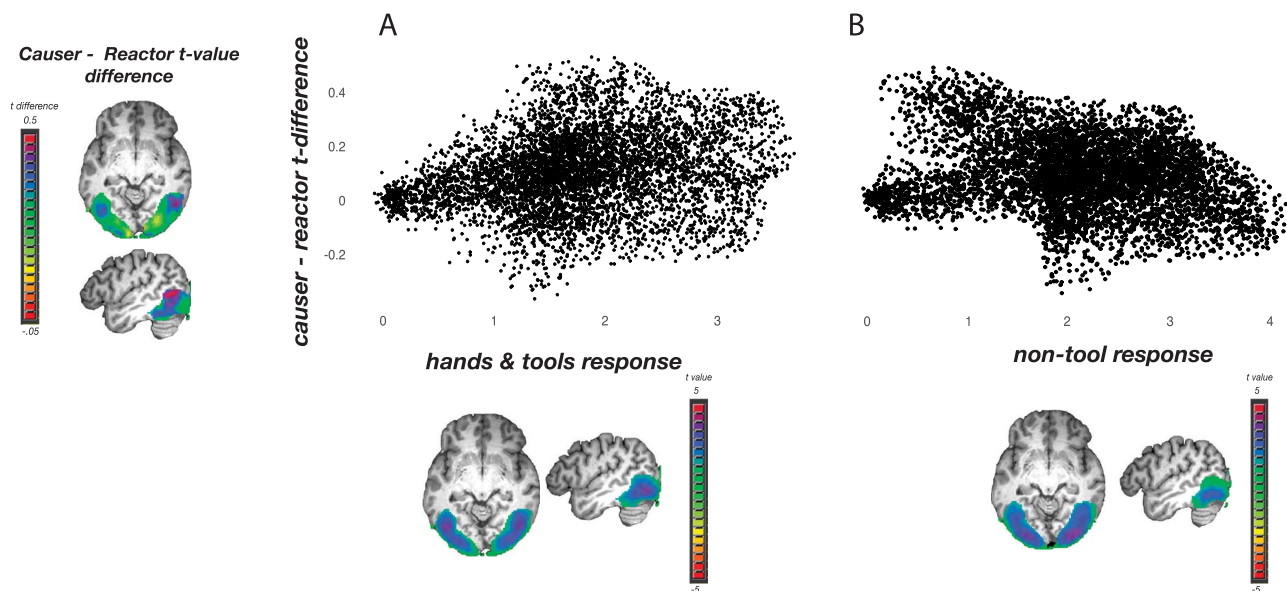 Causer - Reactor t-value
difference
t difference
0.5
-.05
A
causer - reactor t-difference
0.4
0.2
0
-0.2
0
1
2
3
hands & tools response
t value
5
-5
B
0
1
2
3
4
non-tool response
t value
5
-5